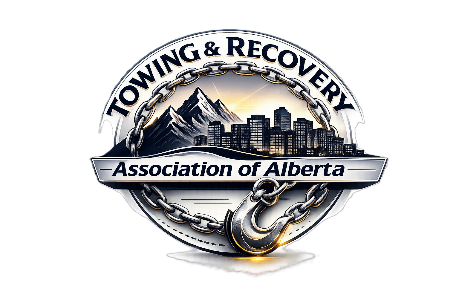 TOWING & RECOVERY
Association of Alberta